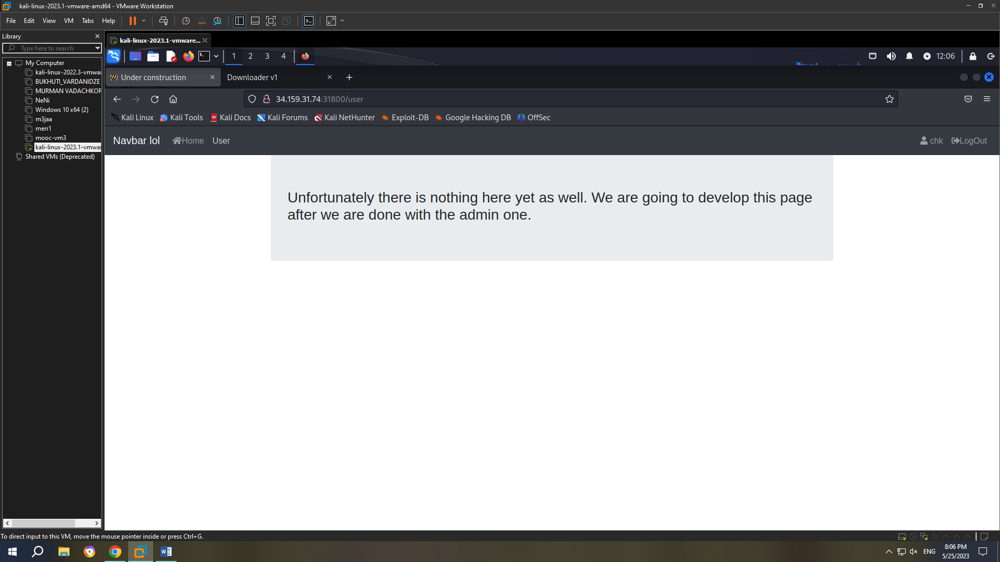 kali-linux-2023.1-vmware-amd64 - VMware Workstation
File Edit View VM Tabs Help
Library
Type here to search
My Computer
kali-linux-2022.3-vmwar
BUKHUTI_VARDANIDZE
MURMAN VADACHKOR
NeNi
Windows 10 x64 (2)
m3jaa
merr1
mooc-vm3
kali-linux-2023.1-vmwar
Shared VMs (Deprecated)
kali-linux-2023.1-vmware...
1 2 3 4
12:06
Under construction
Downloader v1
34.159.31.74:31800/user
Kali Linux Kali Tools Kali Docs Kali Forums Kali NetHunter Exploit-DB Google Hacking DB OffSec
Navbar lol Home User chk LogOut
Unfortunately there is nothing here yet as well. We are going to develop this page
after we are done with the admin one.
To direct input to this VM, move the mouse pointer inside or press Ctrl+G.
ENG
8:06 PM
5/25/2023